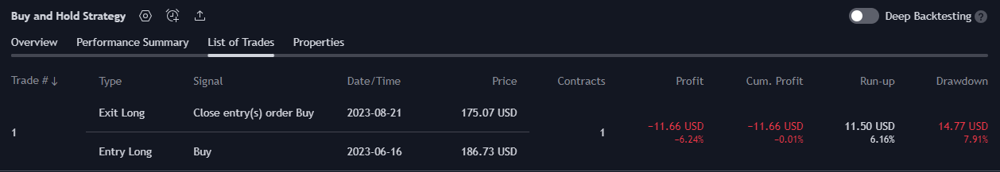 Buy and Hold Strategy Deep Backtesting ?
Overview Performance Summary List of Trades Properties
Trade # ↓ Type Signal Date/Time Price Contracts Profit Cum. Profit Run-up Drawdown
Exit Long Close entry(s) order Buy 2023-08-21 175.07 USD
1 1 −11.66 USD −11.66 USD 11.50 USD 14.77 USD
−6.24% −0.01% 6.16% 7.91%
Entry Long Buy 2023-06-16 186.73 USD